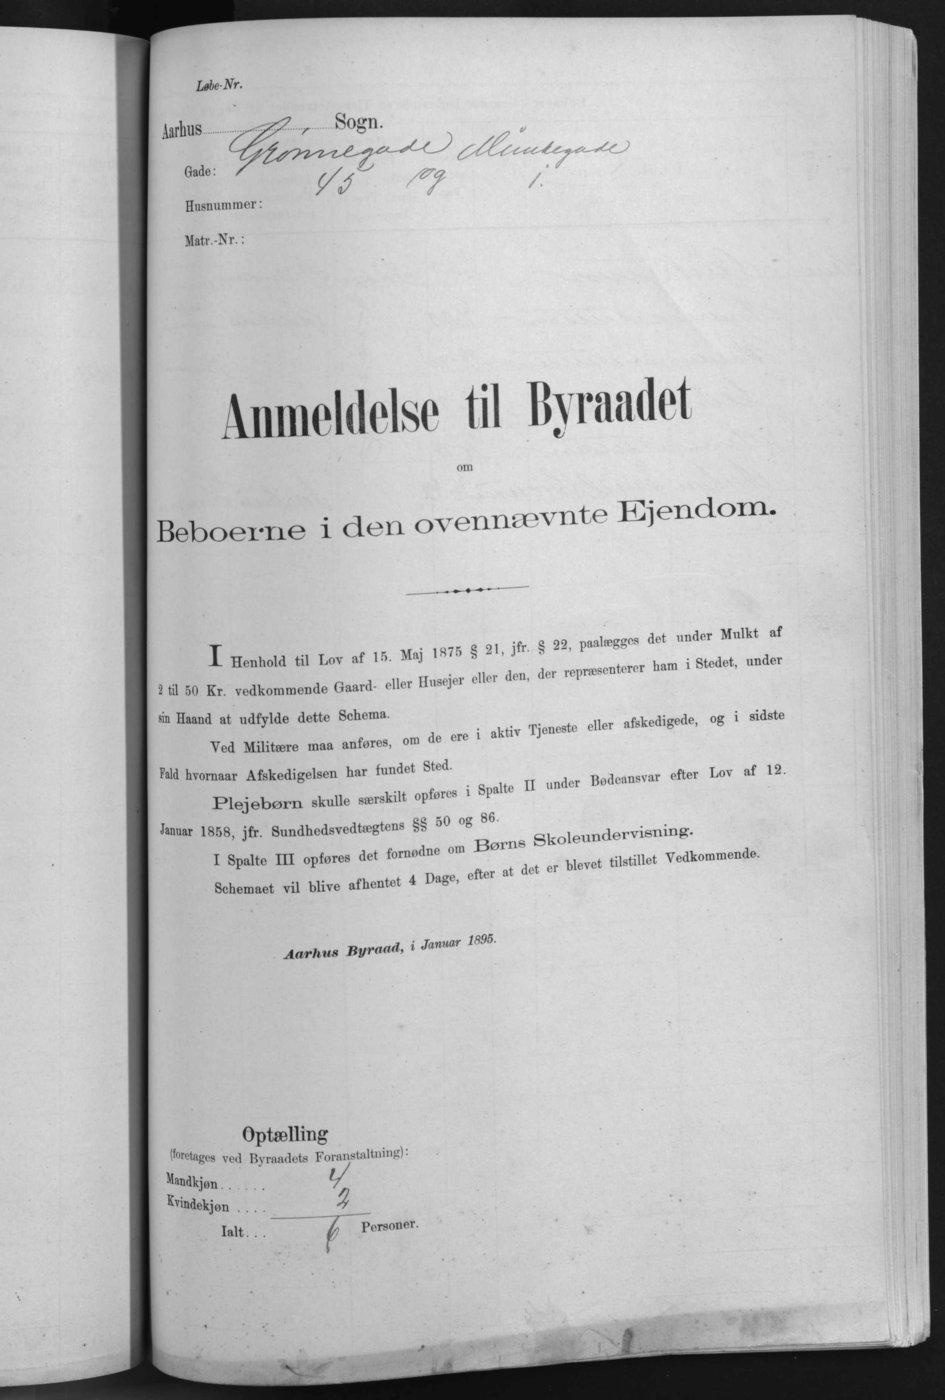 Løbe-Nr.
Aarhus Sogn.
Gade: Grønnegade Munkegade
Husnummer: 45 og 1.
Matr.-Nr.:
Anmeldelse til Byraadet
om
Beboerne i den ovennævnte Ejendom.
I Henhold til Lov af 15. Maj 1875 § 21, jfr. § 22, paalægges det under Mulkt af
2 til 50 Kr. vedkommende Gaard- eller Husejer eller den, der repræsenterer ham i Stedet, under
sin Haand at udfylde dette Schema.
Ved Militære maa anføres, om de ere i aktiv Tjeneste eller afskedigede, og i sidste
Fald hvornaar Afskedigelsen har fundet Sted.
Plejebørn skulle særskilt opføres i Spalte II under Bødeansvar efter Lov af 12.
Januar 1858, jfr. Sundhedsvedtægtens §§ 50 og 86.
I Spalte III opføres det fornødne om Børns Skoleundervisning.
Schemaet vil blive afhentet 4 Dage, efter at det er blevet tilstillet Vedkommende.
Aarhus Byraad, i Januar 1895.
Optælling
(foretages ved Byraadets Foranstaltning):
Mandkjøn...... 4
Kvindekjøn .... 2
Ialt... 6 Personer.